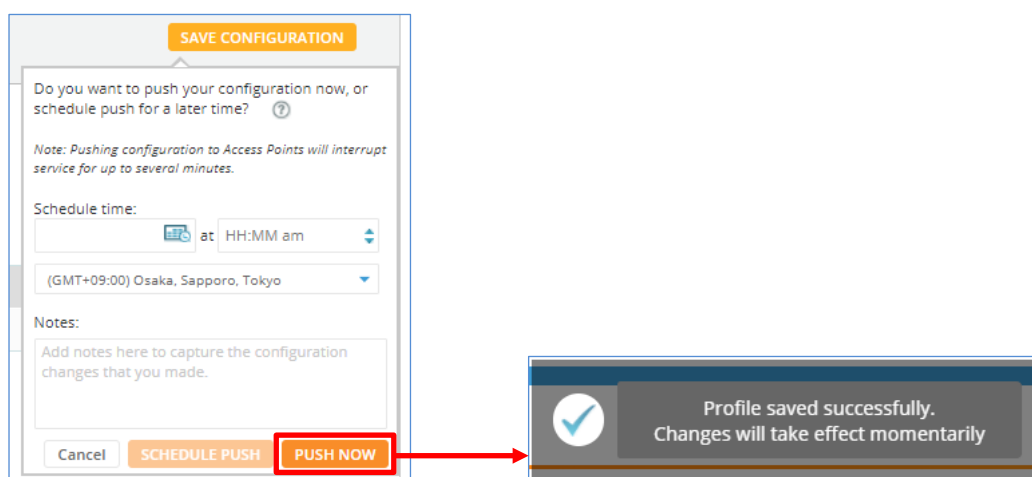 SAVE CONFIGURATION
Do you want to push your configuration now, or
schedule push for a later time? ?
Note: Pushing configuration to Access Points will interrupt
service for up to several minutes.
Schedule time:
at HH:MM am
(GMT+09:00) Osaka, Sapporo, Tokyo
Notes:
Add notes here to capture the configuration
changes that you made.
Cancel SCHEDULE PUSH PUSH NOW
Profile saved successfully.
Changes will take effect momentarily